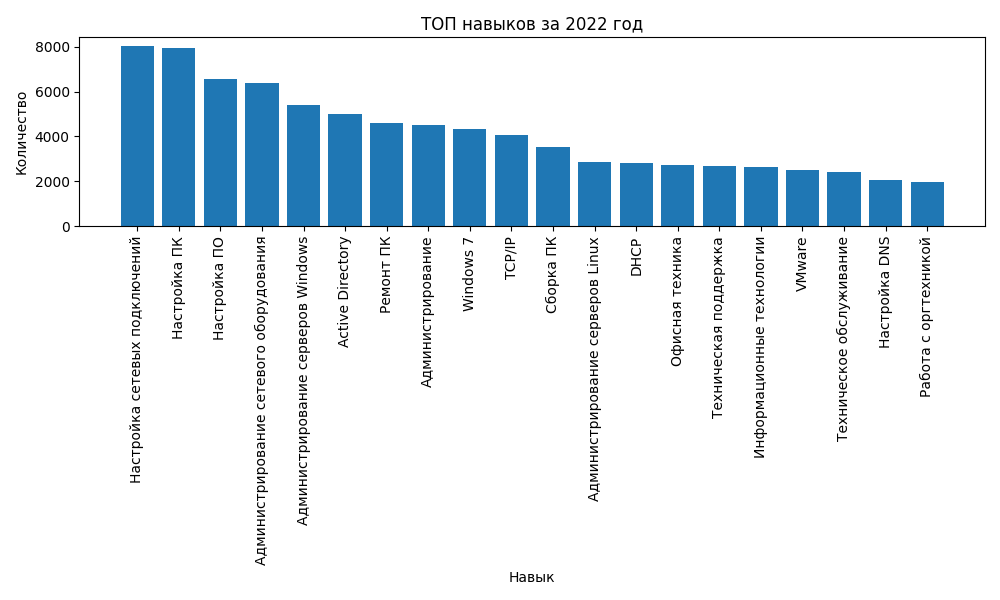 ТОП навыков за 2022 год
Количество
8000
6000
4000
2000
0
Настройка сетевых подключений
Настройка ПК
Настройка ПО
Администрирование сетевого оборудования
Администрирование серверов Windows
Active Directory
Ремонт ПК
Администрирование
Windows 7
TCP/IP
Сборка ПК
Администрирование серверов Linux
DHCP
Офисная техника
Техническая поддержка
Информационные технологии
VMware
Техническое обслуживание
Настройка DNS
Работа с оргтехникой
Навык